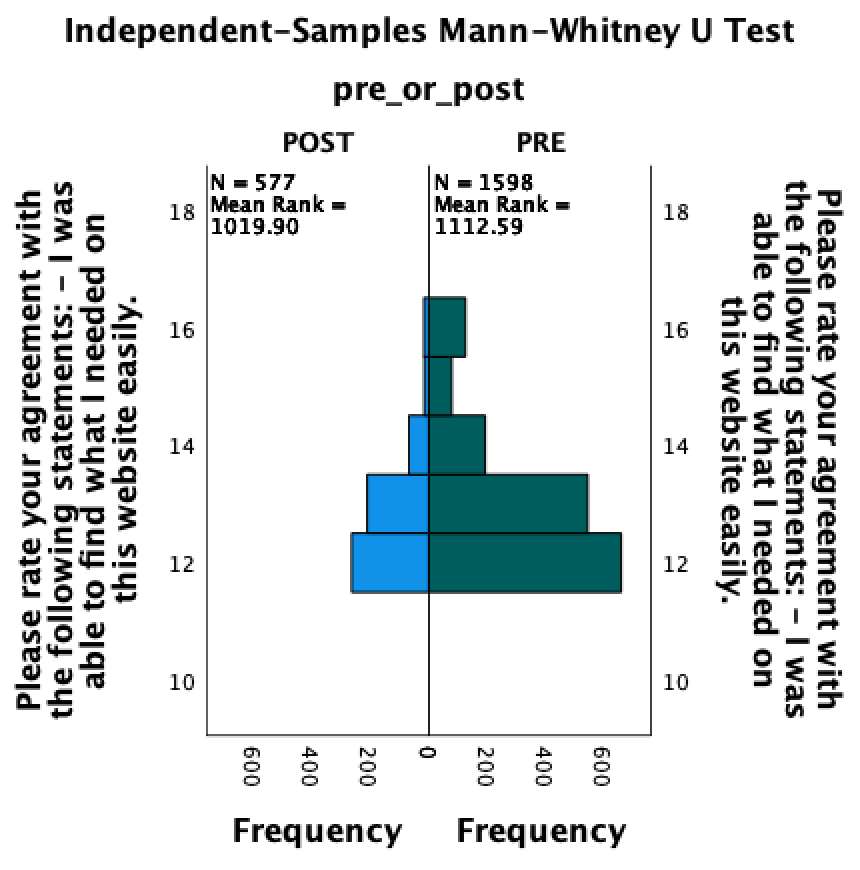 Independent-Samples Mann-Whitney U Test
pre_or_post
POST
PRE
Please rate your agreement with
the following statements: - I was
able to find what I needed on
this website easily.
N = 577
Mean Rank =
1019.90
N = 1598
Mean Rank =
1112.59
18
16
14
12
10
18
16
14
12
10
Please rate your agreement with
the following statements: - I was
able to find what I needed on
this website easily.
600
400
200
0
200
400
600
Frequency
Frequency